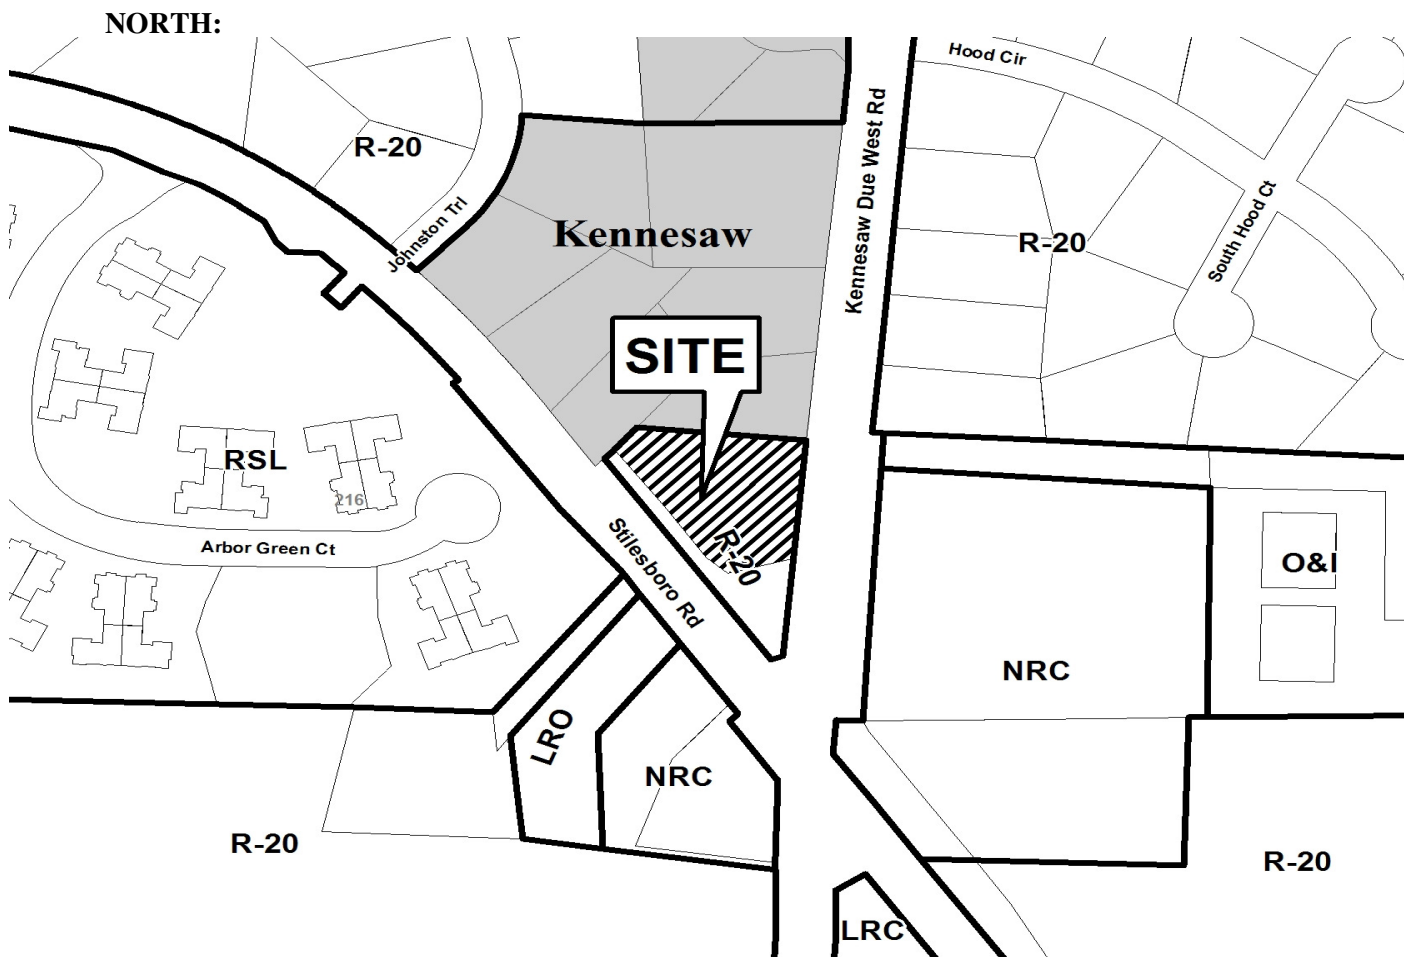 NORTH:
Hood Cir
Kennesaw Due West Rd
R-20
Johnston Trl
Kennesaw
R-20
South Hood Ct
SITE
RSL
216
Arbor Green Ct
Stilesboro Rd
R-20
O&I
NRC
LRO
NRC
R-20
R-20
LRC